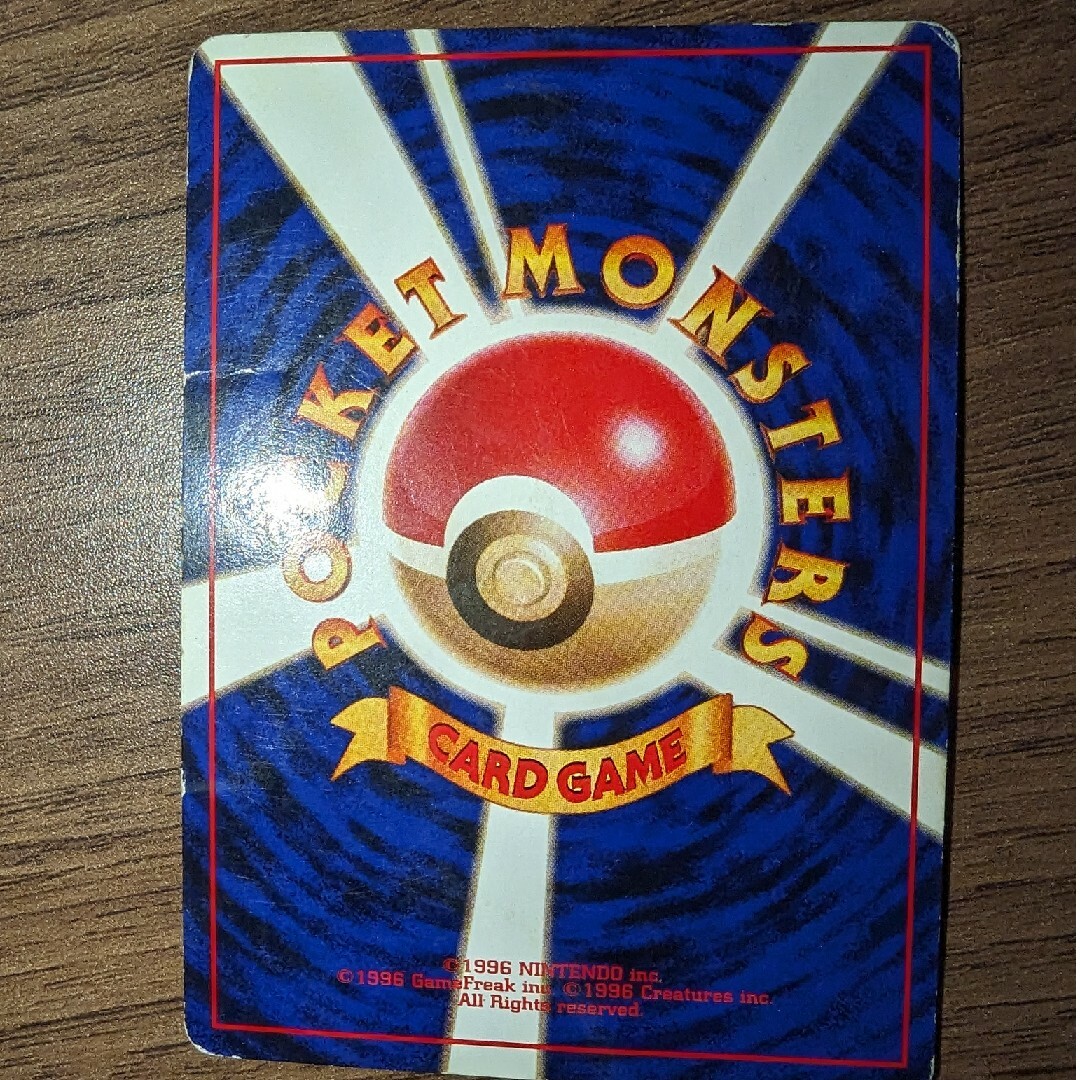 POCKET MONSTERS
CARD GAME
©1996 NINTENDO inc.
©1996 GameFreak inc. ©1996 Creatures inc.
All Rights reserved.